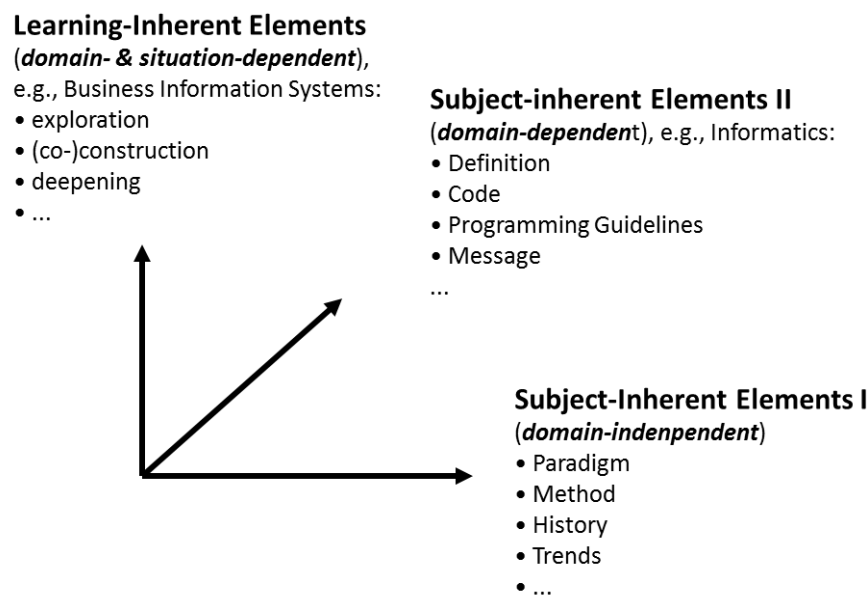 Learning-Inherent Elements
(domain- & situation-dependent),
e.g., Business Information Systems:
• exploration
• (co-)construction
• deepening
• ...
Subject-inherent Elements II
(domain-dependent), e.g., Informatics:
• Definition
• Code
• Programming Guidelines
• Message
...
Subject-Inherent Elements I
(domain-indenpendent)
• Paradigm
• Method
• History
• Trends
• ...